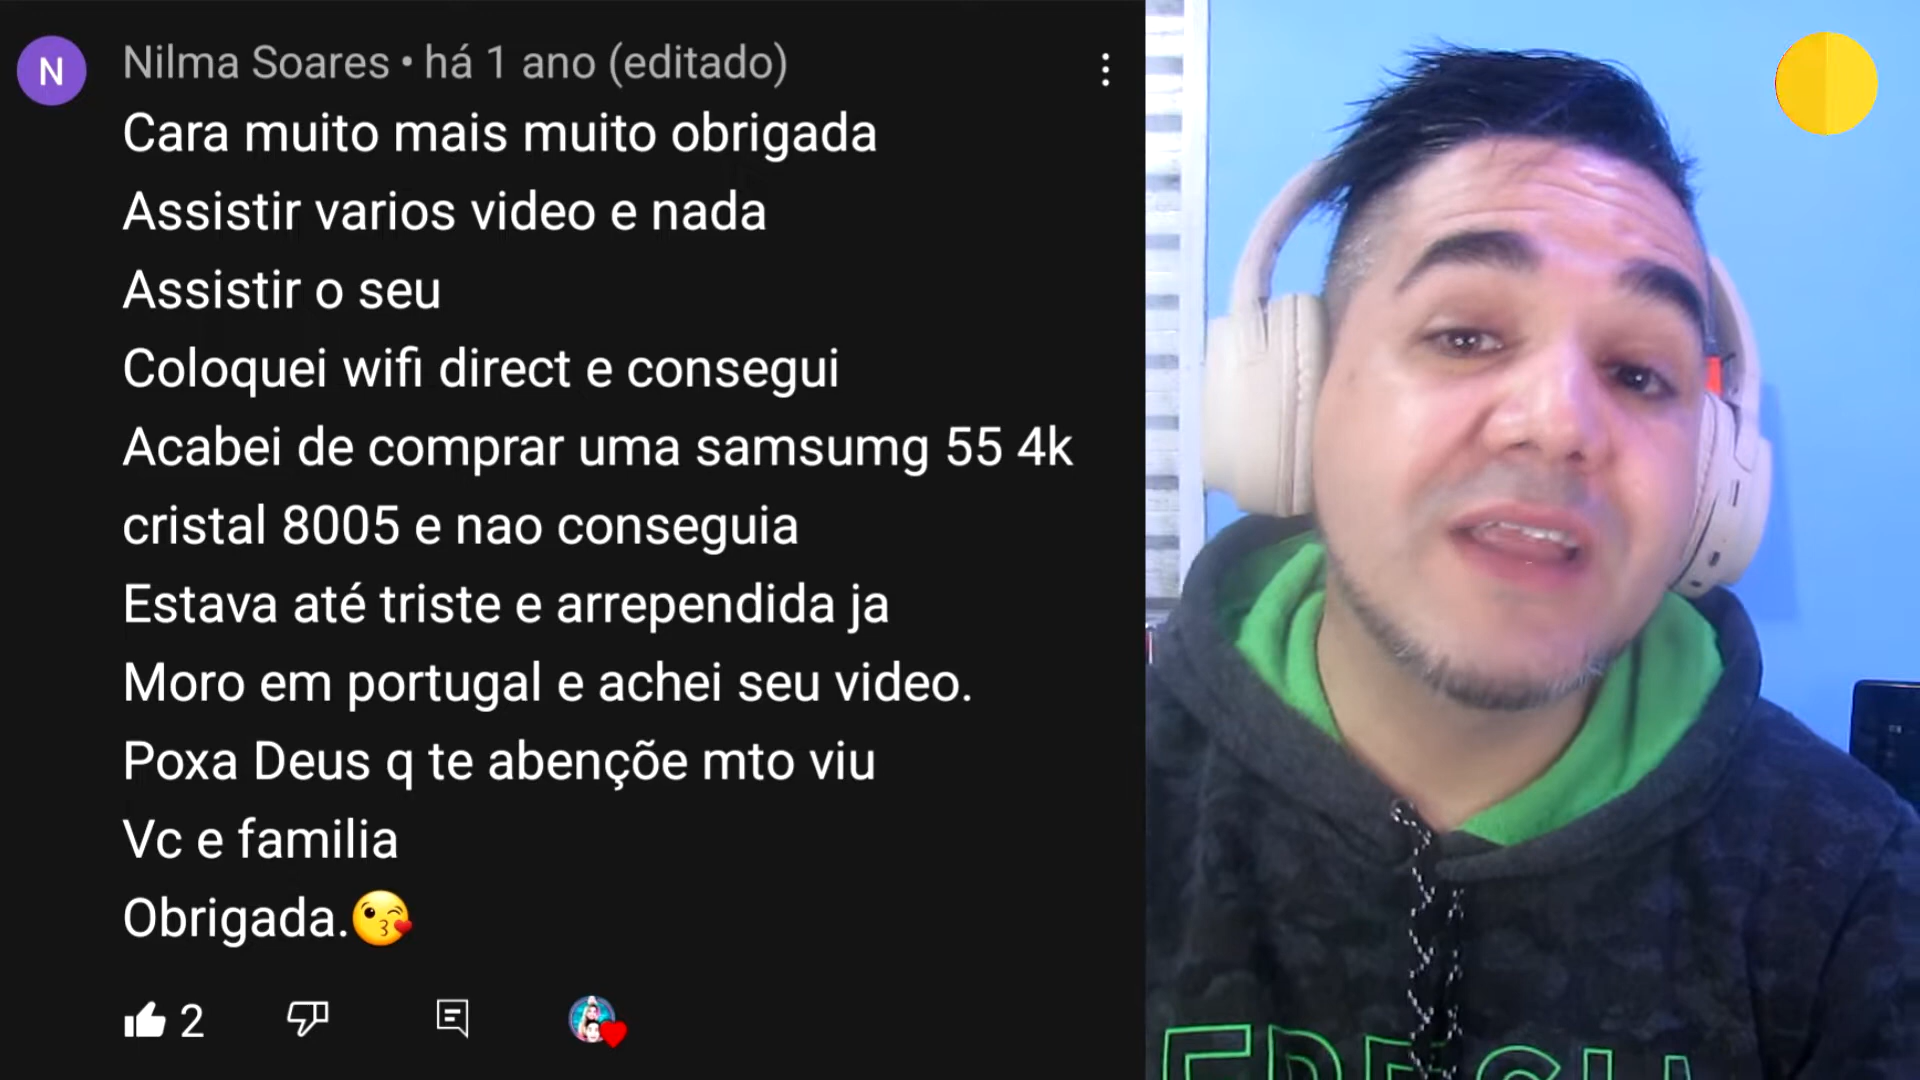 N
Nilma Soares • há 1 ano (editado)
Cara muito mais muito obrigada
Assistir varios video e nada
Assistir o seu
Coloquei wifi direct e consegui
Acabei de comprar uma samsumg 55 4k
cristal 8005 e nao conseguia
Estava até triste e arrependida ja
Moro em portugal e achei seu video.
Poxa Deus q te abençõe mto viu
Vc e familia
Obrigada.😘
2